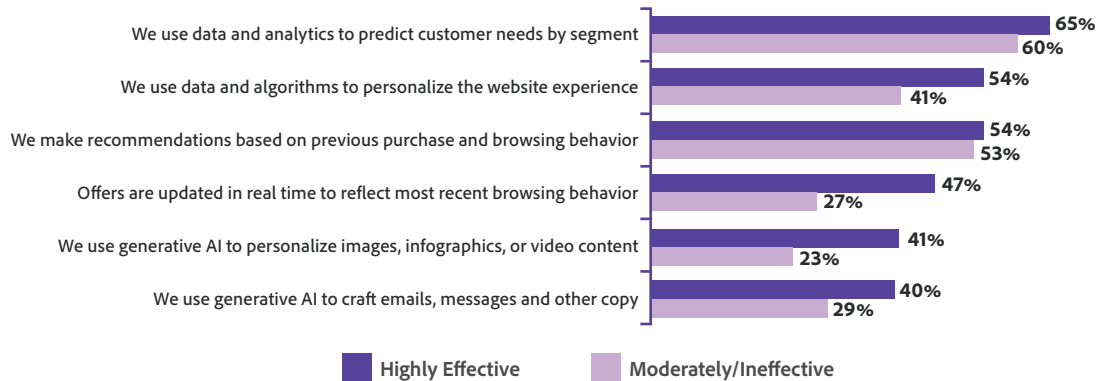 We use data and analytics to predict customer needs by segment
65%
60%
We use data and algorithms to personalize the website experience
54%
41%
We make recommendations based on previous purchase and browsing behavior
54%
53%
Offers are updated in real time to reflect most recent browsing behavior
47%
27%
We use generative AI to personalize images, infographics, or video content
41%
23%
We use generative AI to craft emails, messages and other copy
40%
29%
Highly Effective
Moderately/Ineffective